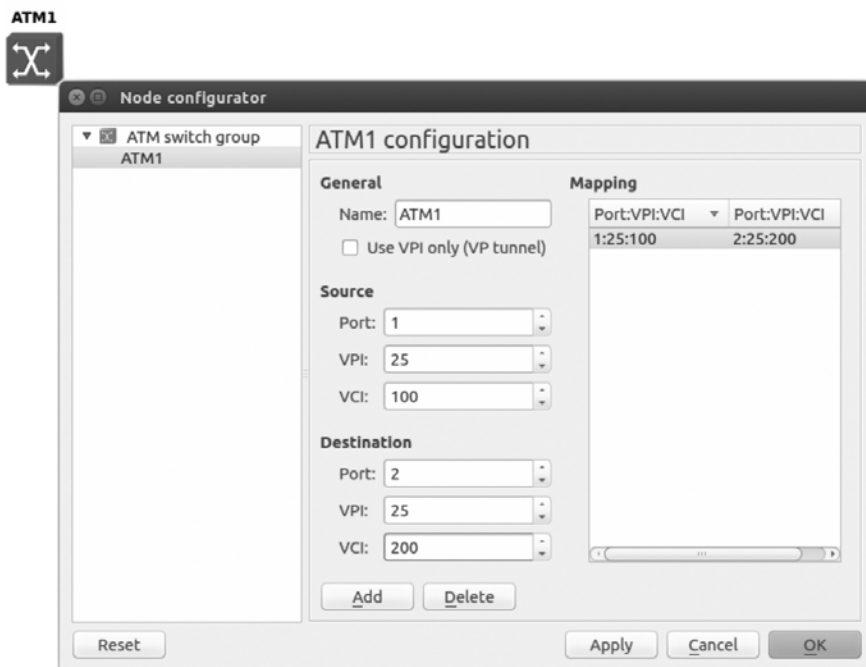 ATM1
Node configurator
ATM switch group
ATM1
ATM1 configuration
General
Name: ATM1
Use VPI only (VP tunnel)
Source
Port: 1
VPI: 25
VCI: 100
Destination
Port: 2
VPI: 25
VCI: 200
Add Delete
Mapping
Port:VPI:VCI Port:VPI:VCI
1:25:100 2:25:200
Reset Apply Cancel OK